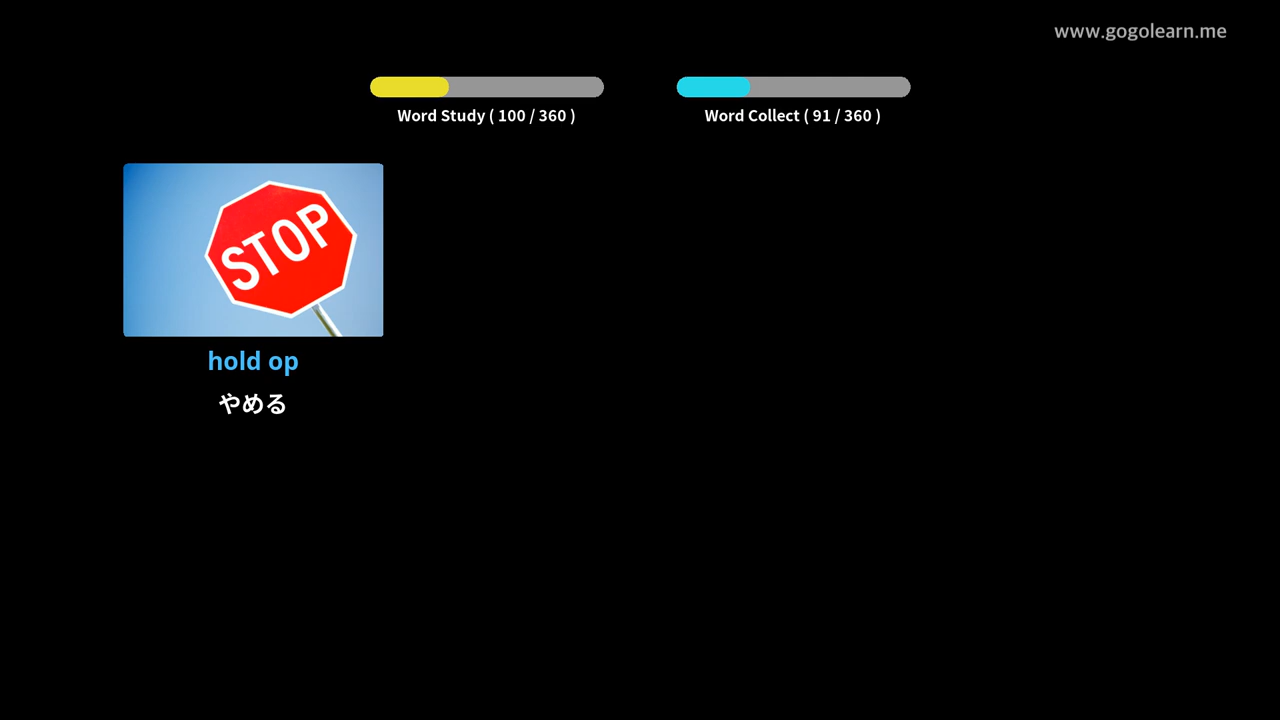 www.gogolearn.me
Word Study ( 100 / 360 )
Word Collect ( 91 / 360 )
STOP
hold op
やめる